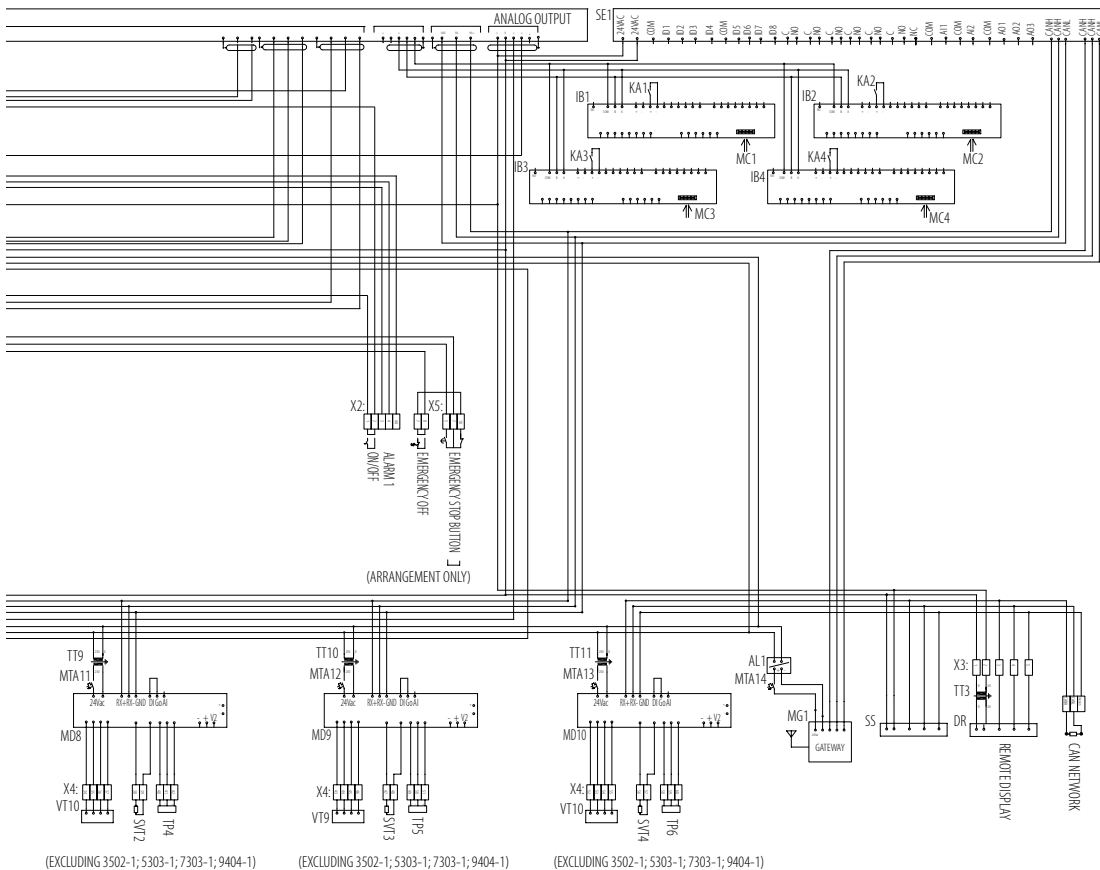 ANALOG OUTPUT
SE1
24VAC 24VAC COM ID1 ID2 ID3 ID4 COM ID5 ID6 ID7 ID8 C NO C NO C NO C NO C NO C NO C NO NC COM AI1 COM AI2 COM AO1 AO2 AO3 CANH CANH CANL CANH CANH
IB1
KA1
MC1
IB2
KA2
MC2
IB3
KA3
MC3
IB4
KA4
MC4
X2:
ON/OFF
ALARM 1
X5:
EMERGENCY OFF
EMERGENCY STOP BUTTON
(ARRANGEMENT ONLY)
TT9
MTA11
24Vac RX+ RX- GND DI Go AI
- + V2
MD8
X4:
VT10
SVT2
TP4
(EXCLUDING 3502-1; 5303-1; 7303-1; 9404-1)
TT10
MTA12
24Vac RX+ RX- GND DI Go AI
- + V2
MD9
X4:
VT9
SVT3
TP5
(EXCLUDING 3502-1; 5303-1; 7303-1; 9404-1)
TT11
MTA13
24Vac RX+ RX- GND DI Go AI
- + V2
MD10
X4:
VT10
SVT4
TP6
(EXCLUDING 3502-1; 5303-1; 7303-1; 9404-1)
AL1
MTA14
MG1
GATEWAY
SS
X3:
TT3
DR
REMOTE DISPLAY
CAN NETWORK